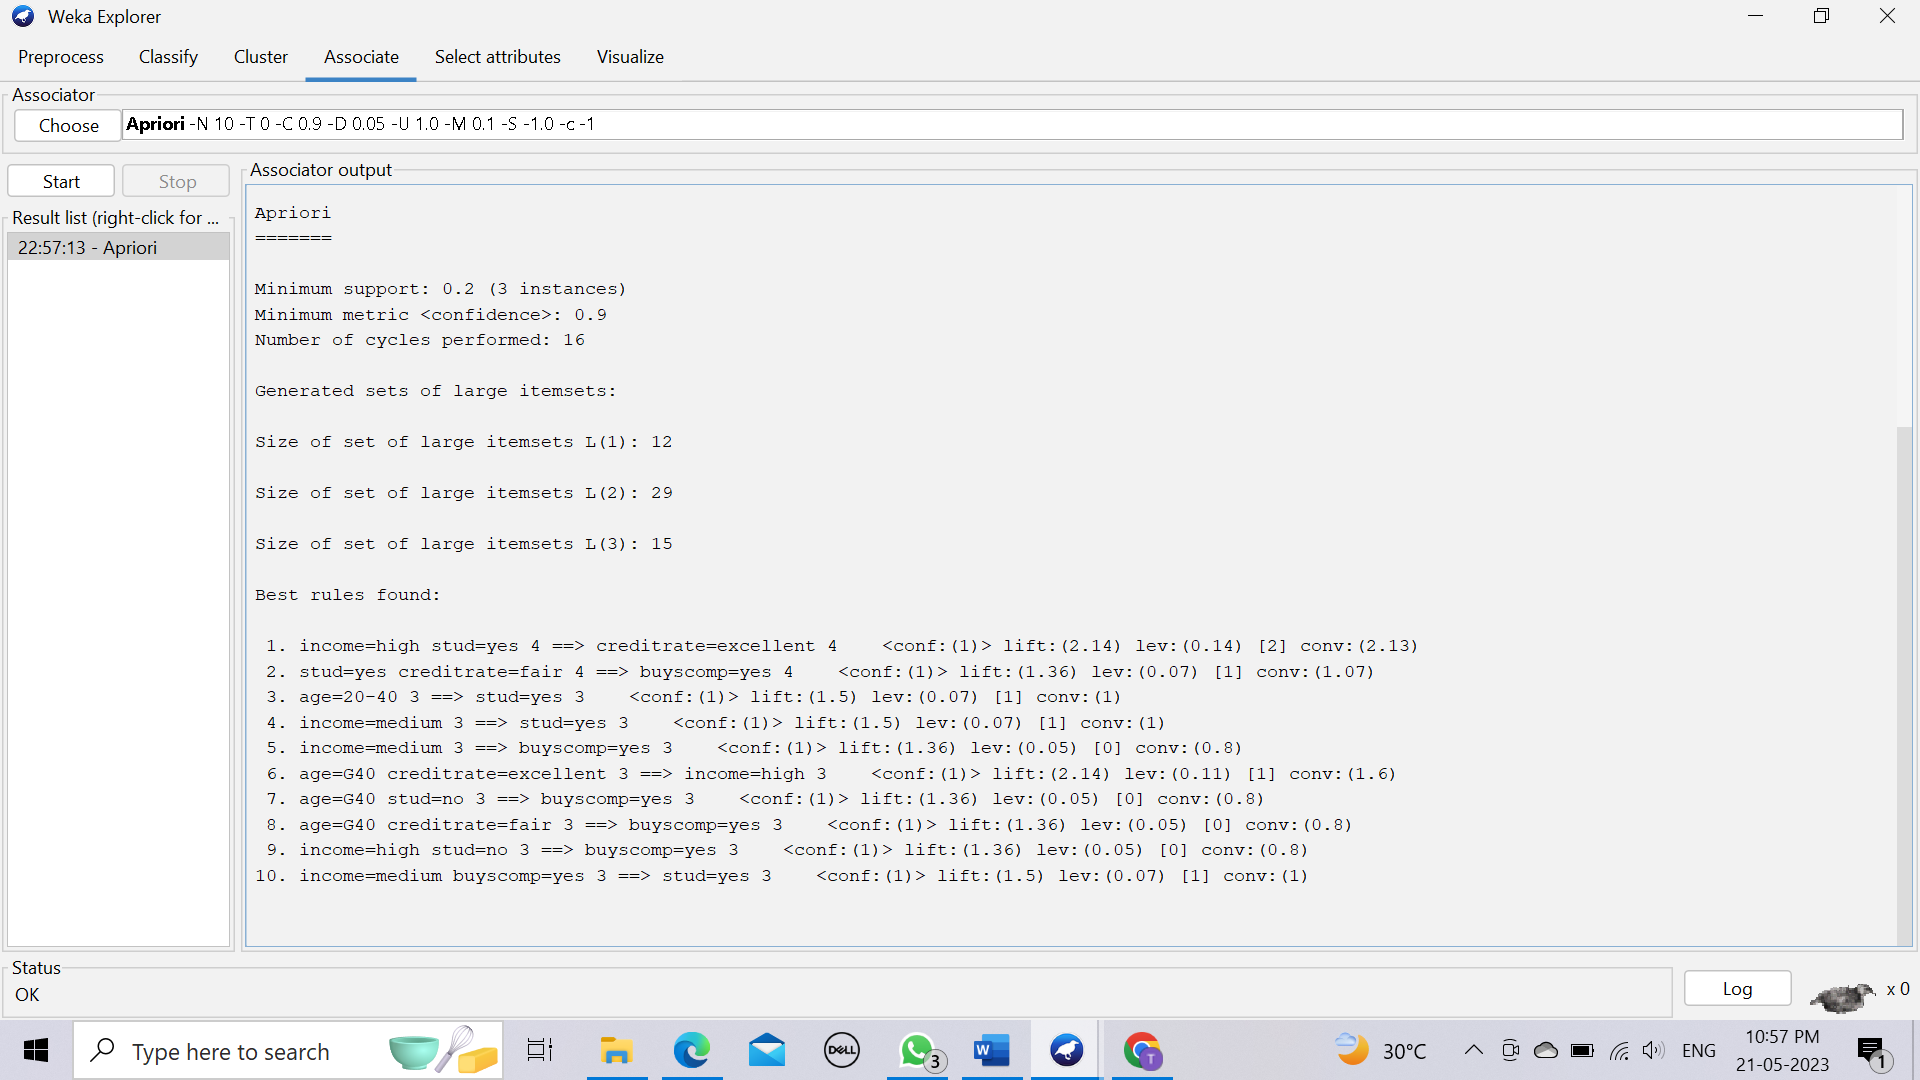 Weka Explorer
Preprocess Classify Cluster Associate Select attributes Visualize
Associator
Choose Apriori -N 10 -T 0 -C 0.9 -D 0.05 -U 1.0 -M 0.1 -S -1.0 -c -1
Start Stop
Result list (right-click for ...
22:57:13 - Apriori
Associator output
Apriori
=======
Minimum support: 0.2 (3 instances)
Minimum metric <confidence>: 0.9
Number of cycles performed: 16
Generated sets of large itemsets:
Size of set of large itemsets L(1): 12
Size of set of large itemsets L(2): 29
Size of set of large itemsets L(3): 15
Best rules found:
1. income=high stud=yes 4 ==> creditrate=excellent 4 <conf:(1)> lift:(2.14) lev:(0.14) [2] conv:(2.13)
2. stud=yes creditrate=fair 4 ==> buyscomp=yes 4 <conf:(1)> lift:(1.36) lev:(0.07) [1] conv:(1.07)
3. age=20-40 3 ==> stud=yes 3 <conf:(1)> lift:(1.5) lev:(0.07) [1] conv:(1)
4. income=medium 3 ==> stud=yes 3 <conf:(1)> lift:(1.5) lev:(0.07) [1] conv:(1)
5. income=medium 3 ==> buyscomp=yes 3 <conf:(1)> lift:(1.36) lev:(0.05) [0] conv:(0.8)
6. age=G40 creditrate=excellent 3 ==> income=high 3 <conf:(1)> lift:(2.14) lev:(0.11) [1] conv:(1.6)
7. age=G40 stud=no 3 ==> buyscomp=yes 3 <conf:(1)> lift:(1.36) lev:(0.05) [0] conv:(0.8)
8. age=G40 creditrate=fair 3 ==> buyscomp=yes 3 <conf:(1)> lift:(1.36) lev:(0.05) [0] conv:(0.8)
9. income=high stud=no 3 ==> buyscomp=yes 3 <conf:(1)> lift:(1.36) lev:(0.05) [0] conv:(0.8)
10. income=medium buyscomp=yes 3 ==> stud=yes 3 <conf:(1)> lift:(1.5) lev:(0.07) [1] conv:(1)
Status
OK
Log x 0
Type here to search DELL 3 W T 30°C ENG 10:57 PM
21-05-2023 1